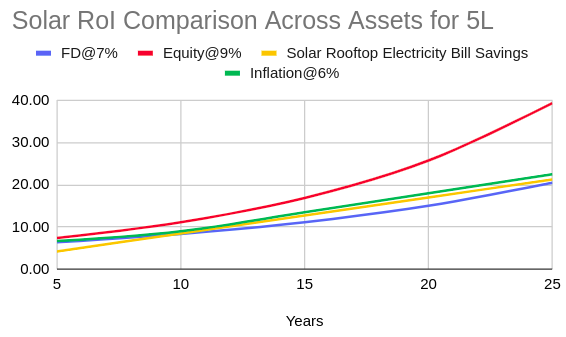 Solar RoI Comparison Across Assets for 5L
FD@7% Equity@9% Solar Rooftop Electricity Bill Savings
Inflation@6%
40.00
30.00
20.00
10.00
0.00
5 10 15 20 25
Years